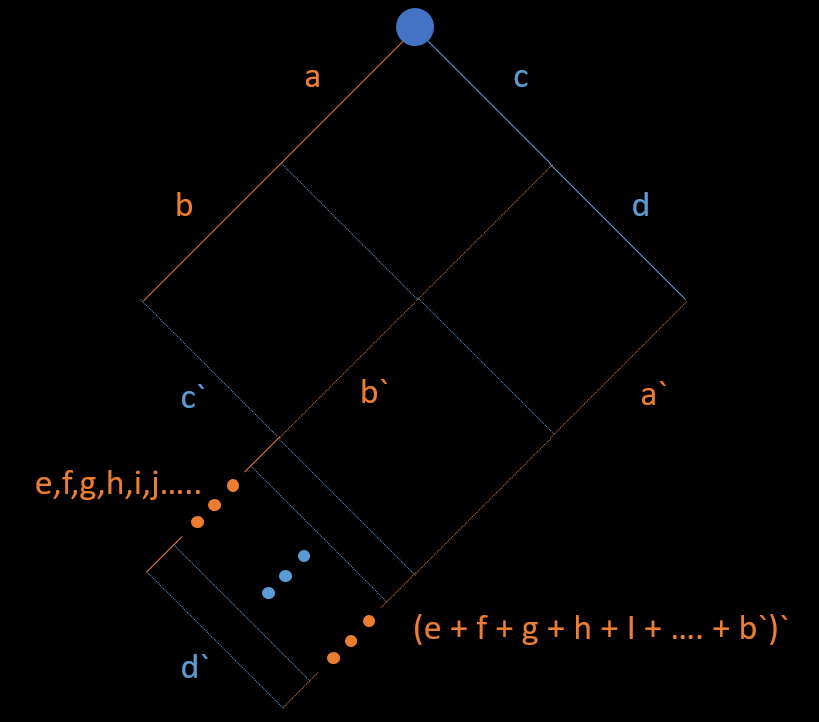 a
c
b
d
c`
b`
a`
e,f,g,h,i,j.....
(e + f + g + h + I + .... + b`)`
d`